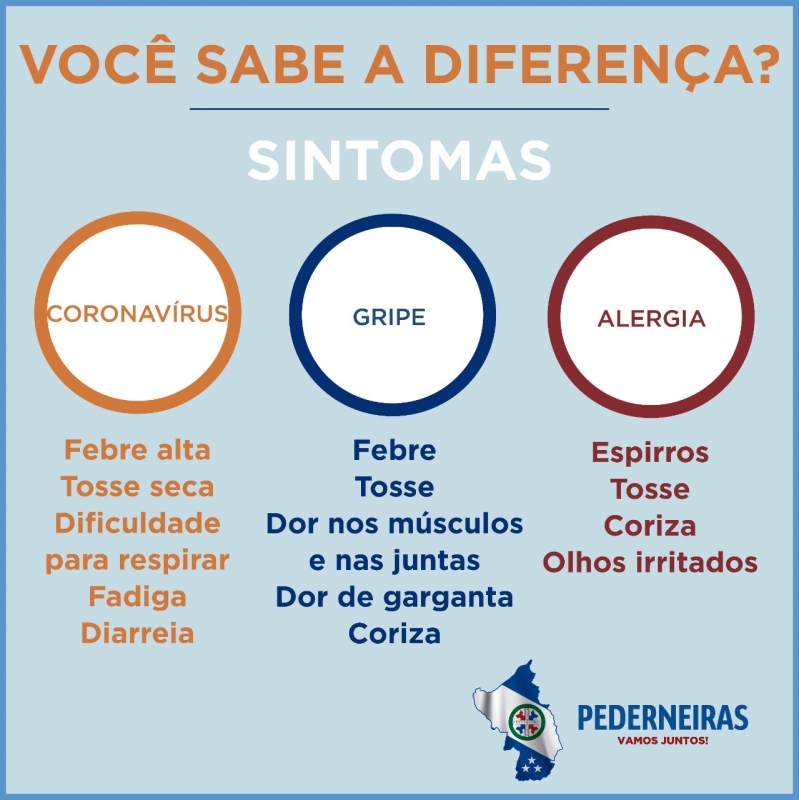 VOCÊ SABE A DIFERENÇA?
SINTOMAS
CORONAVÍRUS
Febre alta
Tosse seca
Dificuldade
para respirar
Fadiga
Diarreia
GRIPE
Febre
Tosse
Dor nos músculos
e nas juntas
Dor de garganta
Coriza
ALERGIA
Espirros
Tosse
Coriza
Olhos irritados
PEDERNEIRAS
VAMOS JUNTOS!